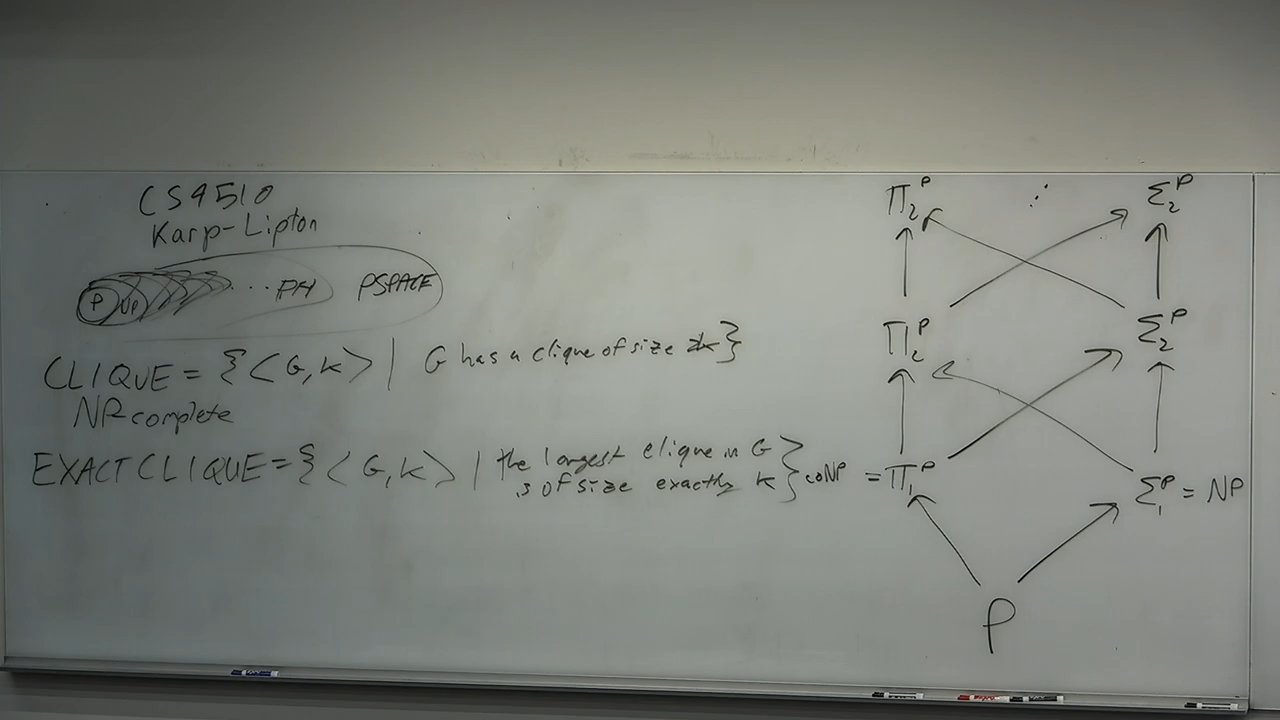 CS4510
Karp-Lipton
P NP ... PH PSPACE
CLIQUE = {<G,k> | G has a clique of size ≥k}
NP complete
EXACTCLIQUE = {<G,k> | the largest clique in G
is of size exactly k}
Π₂ᴾ ⋰ Σ₂ᴾ
Π₂ᴾ Σ₂ᴾ
coNP = Π₁ᴾ Σ₁ᴾ = NP
P